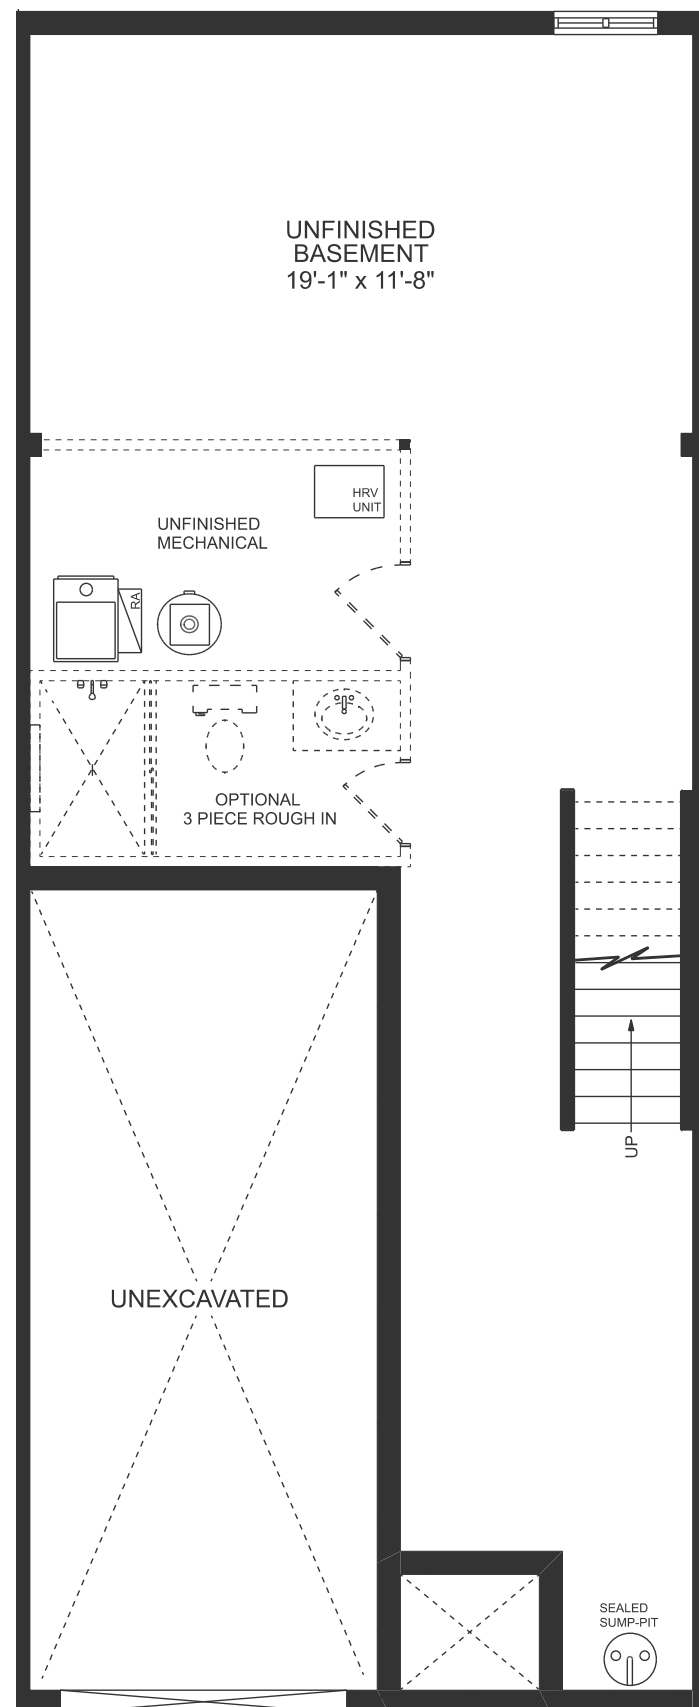 UNFINISHED
BASEMENT
19'-1" x 11'-8"
HRV
UNIT
UNFINISHED
MECHANICAL
RA
OPTIONAL
3 PIECE ROUGH IN
UP
UNEXCAVATED
SEALED
SUMP-PIT